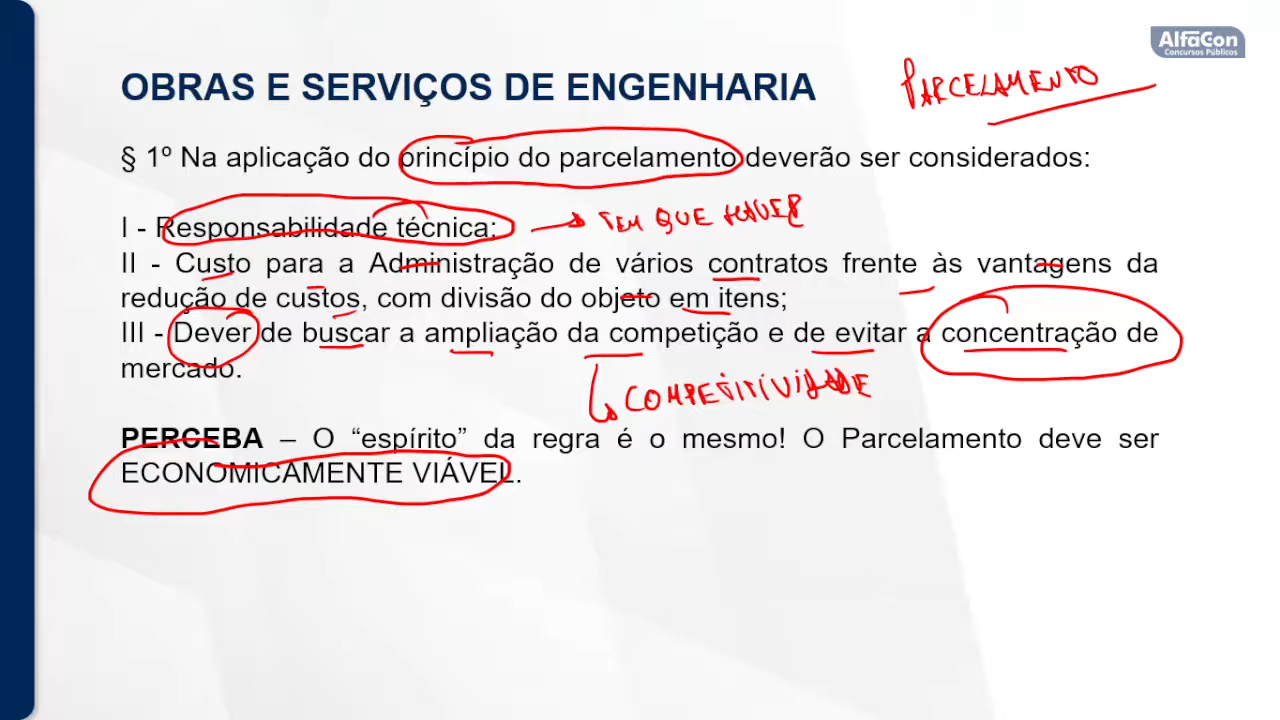 AlfaCon
Concursos Públicos
OBRAS E SERVIÇOS DE ENGENHARIA
PARCELAMENTO
§ 1º Na aplicação do princípio do parcelamento deverão ser considerados:
I - Responsabilidade técnica;
TEM QUE HAVER
II - Custo para a Administração de vários contratos frente às vantagens da
redução de custos, com divisão do objeto em itens;
III - Dever de buscar a ampliação da competição e de evitar a concentração de
mercado.
COMPETITIVIDADE
PERCEBA – O “espírito” da regra é o mesmo! O Parcelamento deve ser
ECONOMICAMENTE VIÁVEL.